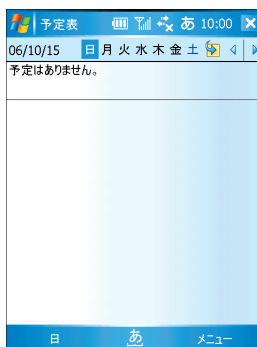 予定表 あ 10:00
06/10/15 日 月 火 水 木 金 土
予定はありません。
日 あ メニュー